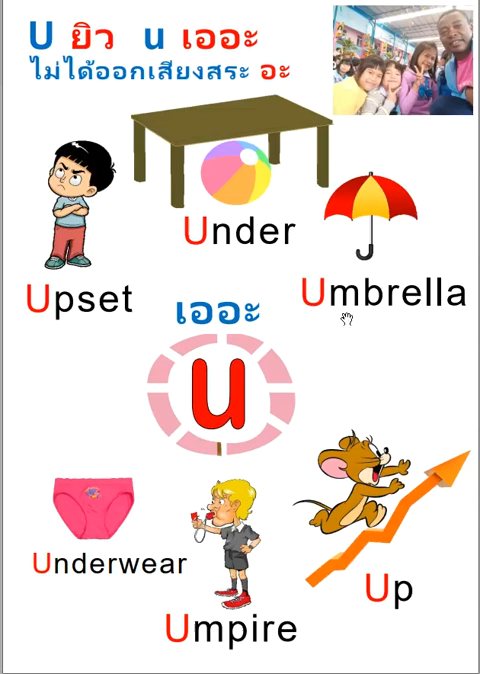 U ยิว u เออะ
ไม่ได้ออกเสียงสระ อะ
Under
Upset
Umbrella
เออะ
u
Underwear
Up
Umpire